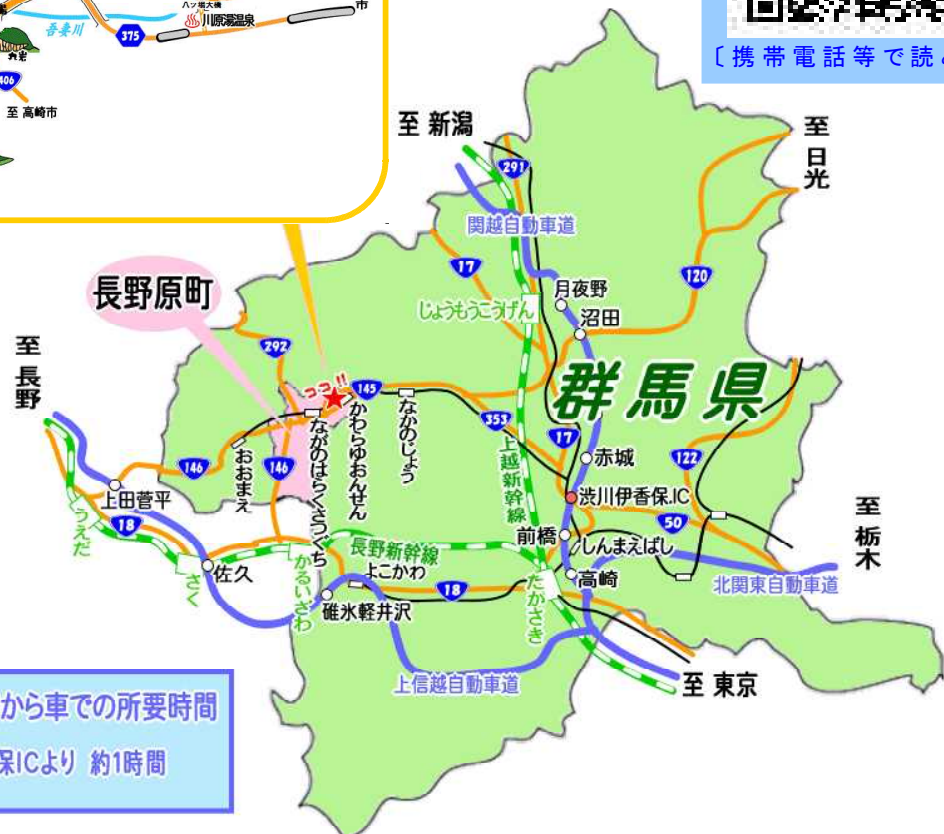 八ッ場大橋
川原湯温泉
市
吾妻川
375
丸岩
406
至 高崎市
〔携帯電話等で読
至 新潟
至 日光
291
関越自動車道
17
120
長野原町
月夜野
じょうもうこうげん
沼田
至 長野
292
ココ!!
145
群馬県
かわらゆおんせん
なかのじょう
353
上越新幹線
17
赤城
122
146
おおまえ
146
ながのはらくさつぐち
上田菅平
渋川伊香保.IC
50
至 栃木
うえだ
18
前橋
しんまえばし
長野新幹線
よこかわ
佐久
さく
かるいざわ
18
たかさき
高崎
北関東自動車道
碓氷軽井沢
上信越自動車道
至 東京
から車での所要時間
保ICより 約1時間